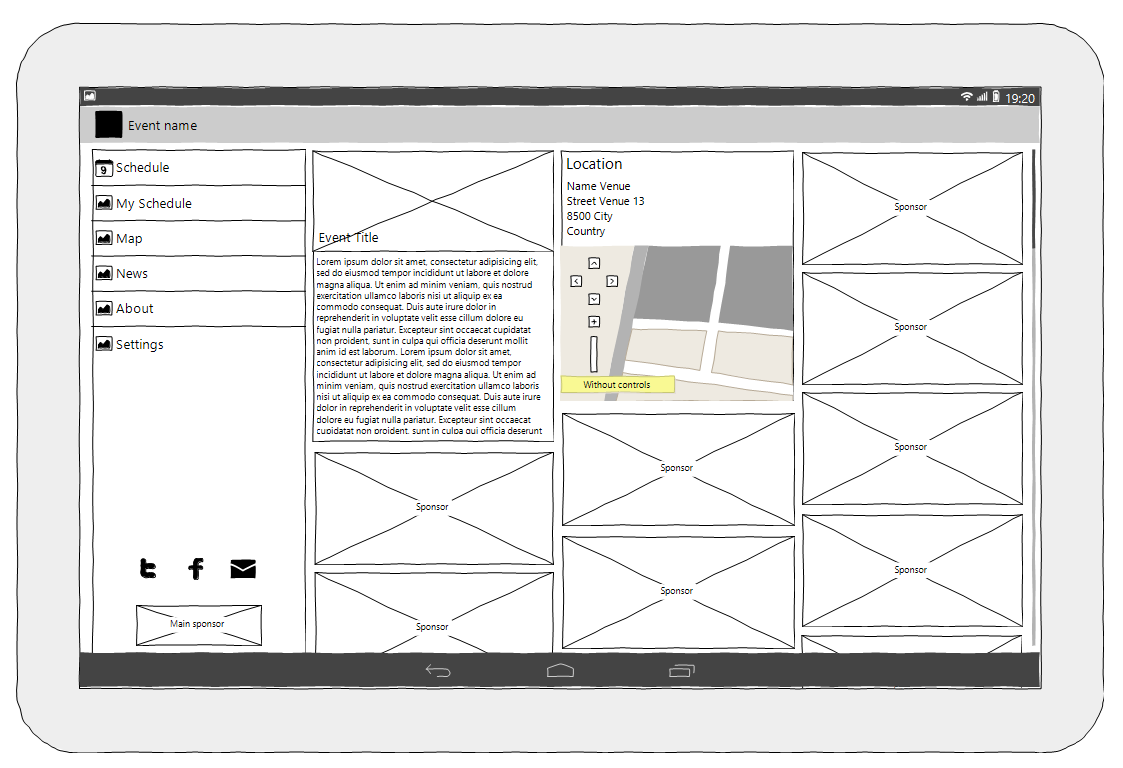 19:20
Event name
9
Schedule
My Schedule
Map
News
About
Settings
Main sponsor
Event Title
Lorem ipsum dolor sit amet, consectetur adipisicing elit,
sed do eiusmod tempor incididunt ut labore et dolore
magna aliqua. Ut enim ad minim veniam, quis nostrud
exercitation ullamco laboris nisi ut aliquip ex ea
commodo consequat. Duis aute irure dolor in
reprehenderit in voluptate velit esse cillum dolore eu
fugiat nulla pariatur. Excepteur sint occaecat cupidatat
non proident, sunt in culpa qui officia deserunt mollit
anim id est laborum. Lorem ipsum dolor sit amet,
consectetur adipisicing elit, sed do eiusmod tempor
incididunt ut labore et dolore magna aliqua. Ut enim ad
minim veniam, quis nostrud exercitation ullamco laboris
nisi ut aliquip ex ea commodo consequat. Duis aute irure
dolor in reprehenderit in voluptate velit esse cillum
dolore eu fugiat nulla pariatur. Excepteur sint occaecat
cupidatat non proident, sunt in culpa qui officia deserunt
Sponsor
Sponsor
Location
Name Venue
Street Venue 13
8500 City
Country
Without controls
Sponsor
Sponsor
Sponsor
Sponsor
Sponsor
Sponsor